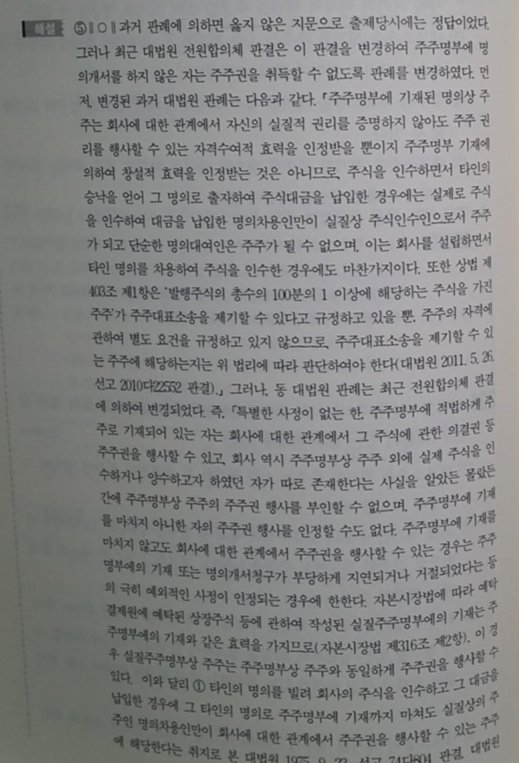 해설 ⑤ ‖○‖ 과거 판례에 의하면 옳지 않은 지문으로 출제당시에는 정답이었다.
그러나 최근 대법원 전원합의체 판결은 이 판결을 변경하여 주주명부에 명
의개서를 하지 않은 자는 주주권을 취득할 수 없도록 판례를 변경하였다. 먼
저, 변경된 과거 대법원 판례는 다음과 같다. 「주주명부에 기재된 명의상 주
주는 회사에 대한 관계에서 자신의 실질적 권리를 증명하지 않아도 주주 권
리를 행사할 수 있는 자격수여적 효력을 인정받을 뿐이지 주주명부 기재에
의하여 창설적 효력을 인정받는 것은 아니므로, 주식을 인수하면서 타인의
승낙을 얻어 그 명의로 출자하여 주식대금을 납입한 경우에는 실제로 주식
을 인수하여 대금을 납입한 명의차용인만이 실질상 주식인수인으로서 주주
가 되고 단순한 명의대여인은 주주가 될 수 없으며, 이는 회사를 설립하면서
타인 명의를 차용하여 주식을 인수한 경우에도 마찬가지이다. 또한 상법 제
403조 제1항은 '발행주식의 총수의 100분의 1 이상에 해당하는 주식을 가진
주주'가 주주대표소송을 제기할 수 있다고 규정하고 있을 뿐, 주주의 자격에
관하여 별도 요건을 규정하고 있지 않으므로, 주주대표소송을 제기할 수 있
는 주주에 해당하는지는 위 법리에 따라 판단하여야 한다(대법원 2011. 5. 26.
선고 2010다22552 판결).」 그러나, 동 대법원 판례는 최근 전원합의체 판결
에 의하여 변경되었다. 즉, 「특별한 사정이 없는 한, 주주명부에 적법하게 주
주로 기재되어 있는 자는 회사에 대한 관계에서 그 주식에 관한 의결권 등
주주권을 행사할 수 있고, 회사 역시 주주명부상 주주 외에 실제 주식을 인
수하거나 양수하고자 하였던 자가 따로 존재한다는 사실을 알았든 몰랐든
간에 주주명부상 주주의 주주권 행사를 부인할 수 없으며, 주주명부에 기재
를 마치지 아니한 자의 주주권 행사를 인정할 수도 없다. 주주명부에 기재를
마치지 않고도 회사에 대한 관계에서 주주권을 행사할 수 있는 경우는 주주
명부에의 기재 또는 명의개서청구가 부당하게 지연되거나 거절되었다는 등
의 극히 예외적인 사정이 인정되는 경우에 한한다. 자본시장법에 따라 예탁
결제원에 예탁된 상장주식 등에 관하여 작성된 실질주주명부에의 기재는 주
주명부에의 기재와 같은 효력을 가지므로(자본시장법 제316조 제2항), 이 경
우 실질주주명부상 주주는 주주명부상 주주와 동일하게 주주권을 행사할 수
있다. 이와 달리 ① 타인의 명의를 빌려 회사의 주식을 인수하고 그 대금을
납입한 경우에 그 타인의 명의로 주주명부에 기재까지 마쳐도 실질상의 주
주인 명의차용인만이 회사에 대한 관계에서 주주권을 행사할 수 있는 주주
에 해당한다는 취지로 본 대법원 1975. 9. 23. 선고 74다804 판결, 대법원